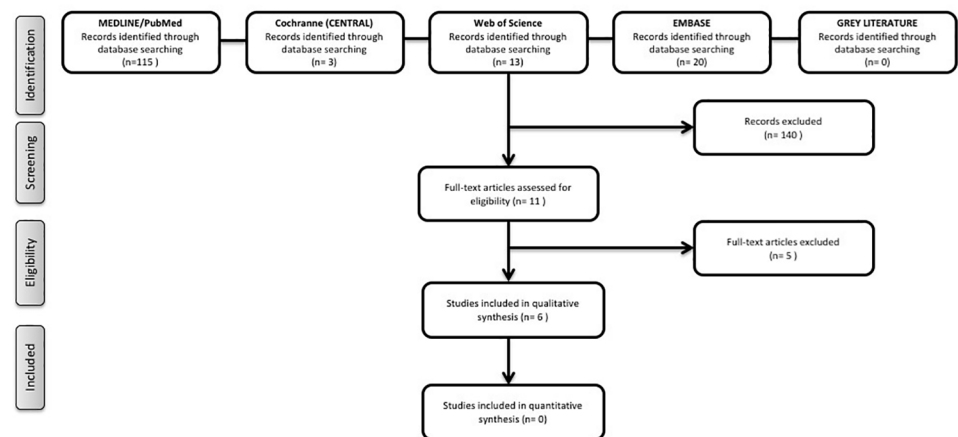 Identification
MEDLINE/PubMed
Records identified through
database searching
(n=115 )
Cochranne (CENTRAL)
Records identified through
database searching
(n= 3)
Web of Science
Records identified through
database searching
(n= 13)
EMBASE
Records identified through
database searching
(n= 20)
GREY LITERATURE
Records identified through
database searching
(n= 0)
Screening
Records excluded
(n= 140 )
Full-text articles assessed for
eligibility (n= 11 )
Eligibility
Full-text articles excluded
(n= 5 )
Studies included in qualitative
synthesis (n= 6 )
Included
Studies included in quantitative
synthesis (n= 0)